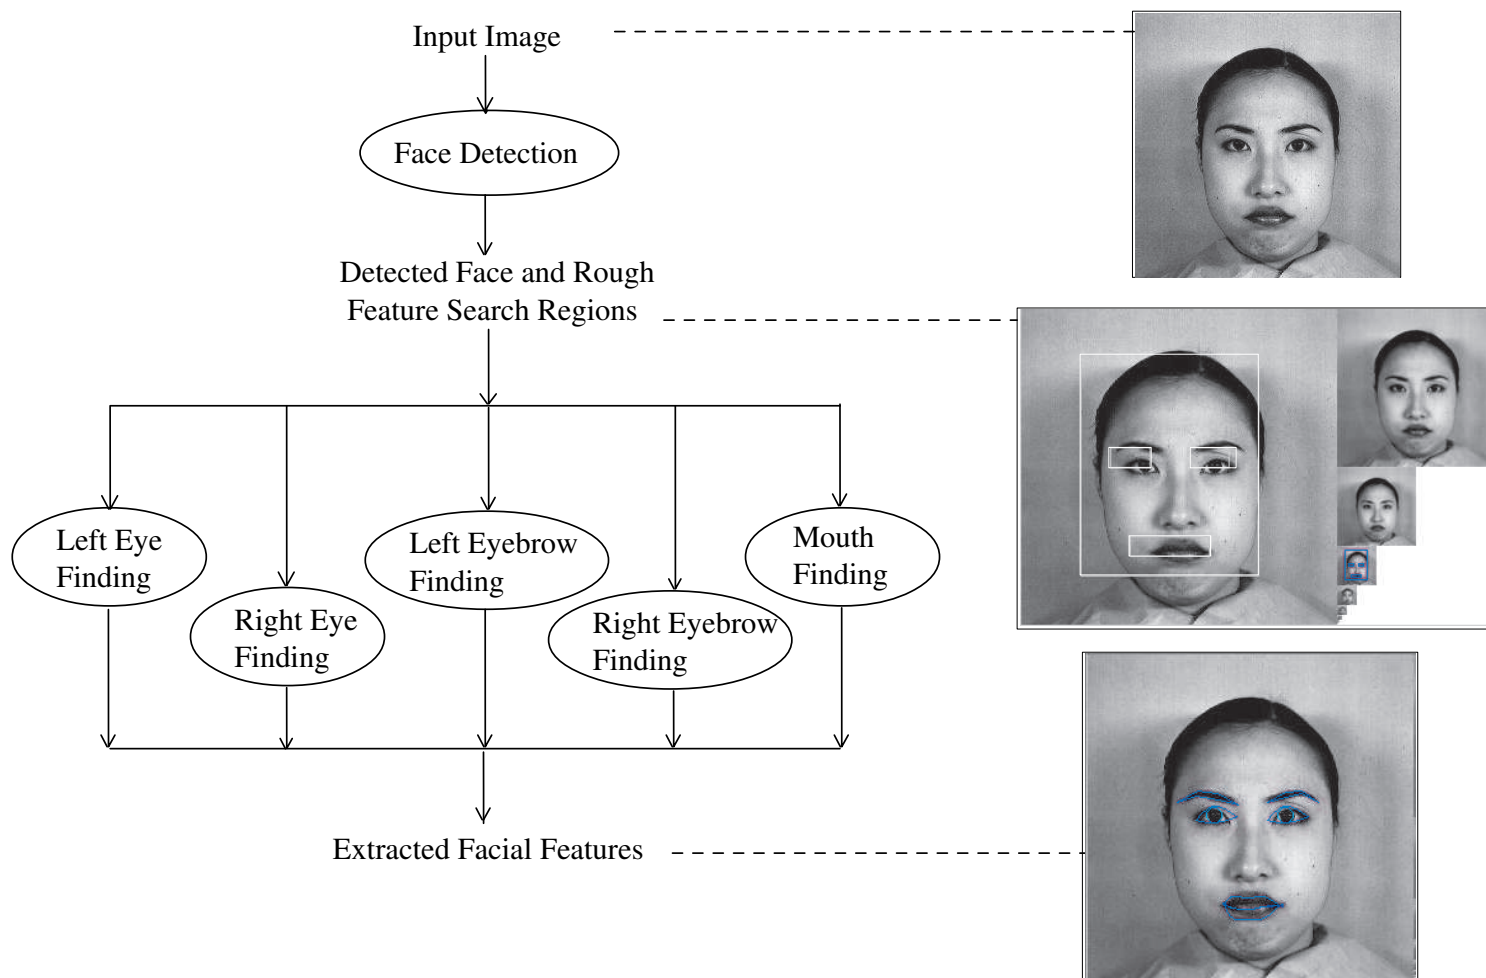 Input Image
Face Detection
Detected Face and Rough
Feature Search Regions
Left Eye
Finding
Right Eye
Finding
Left Eyebrow
Finding
Right Eyebrow
Finding
Mouth
Finding
Extracted Facial Features